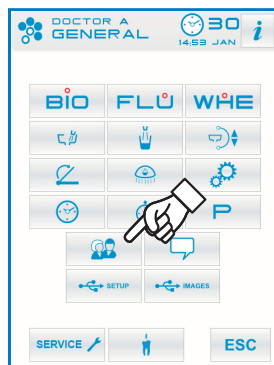 DOCTOR A
GENERAL
30
14:53 JAN
i
BIO FLU WHE
P
SETUP IMAGES
SERVICE ESC